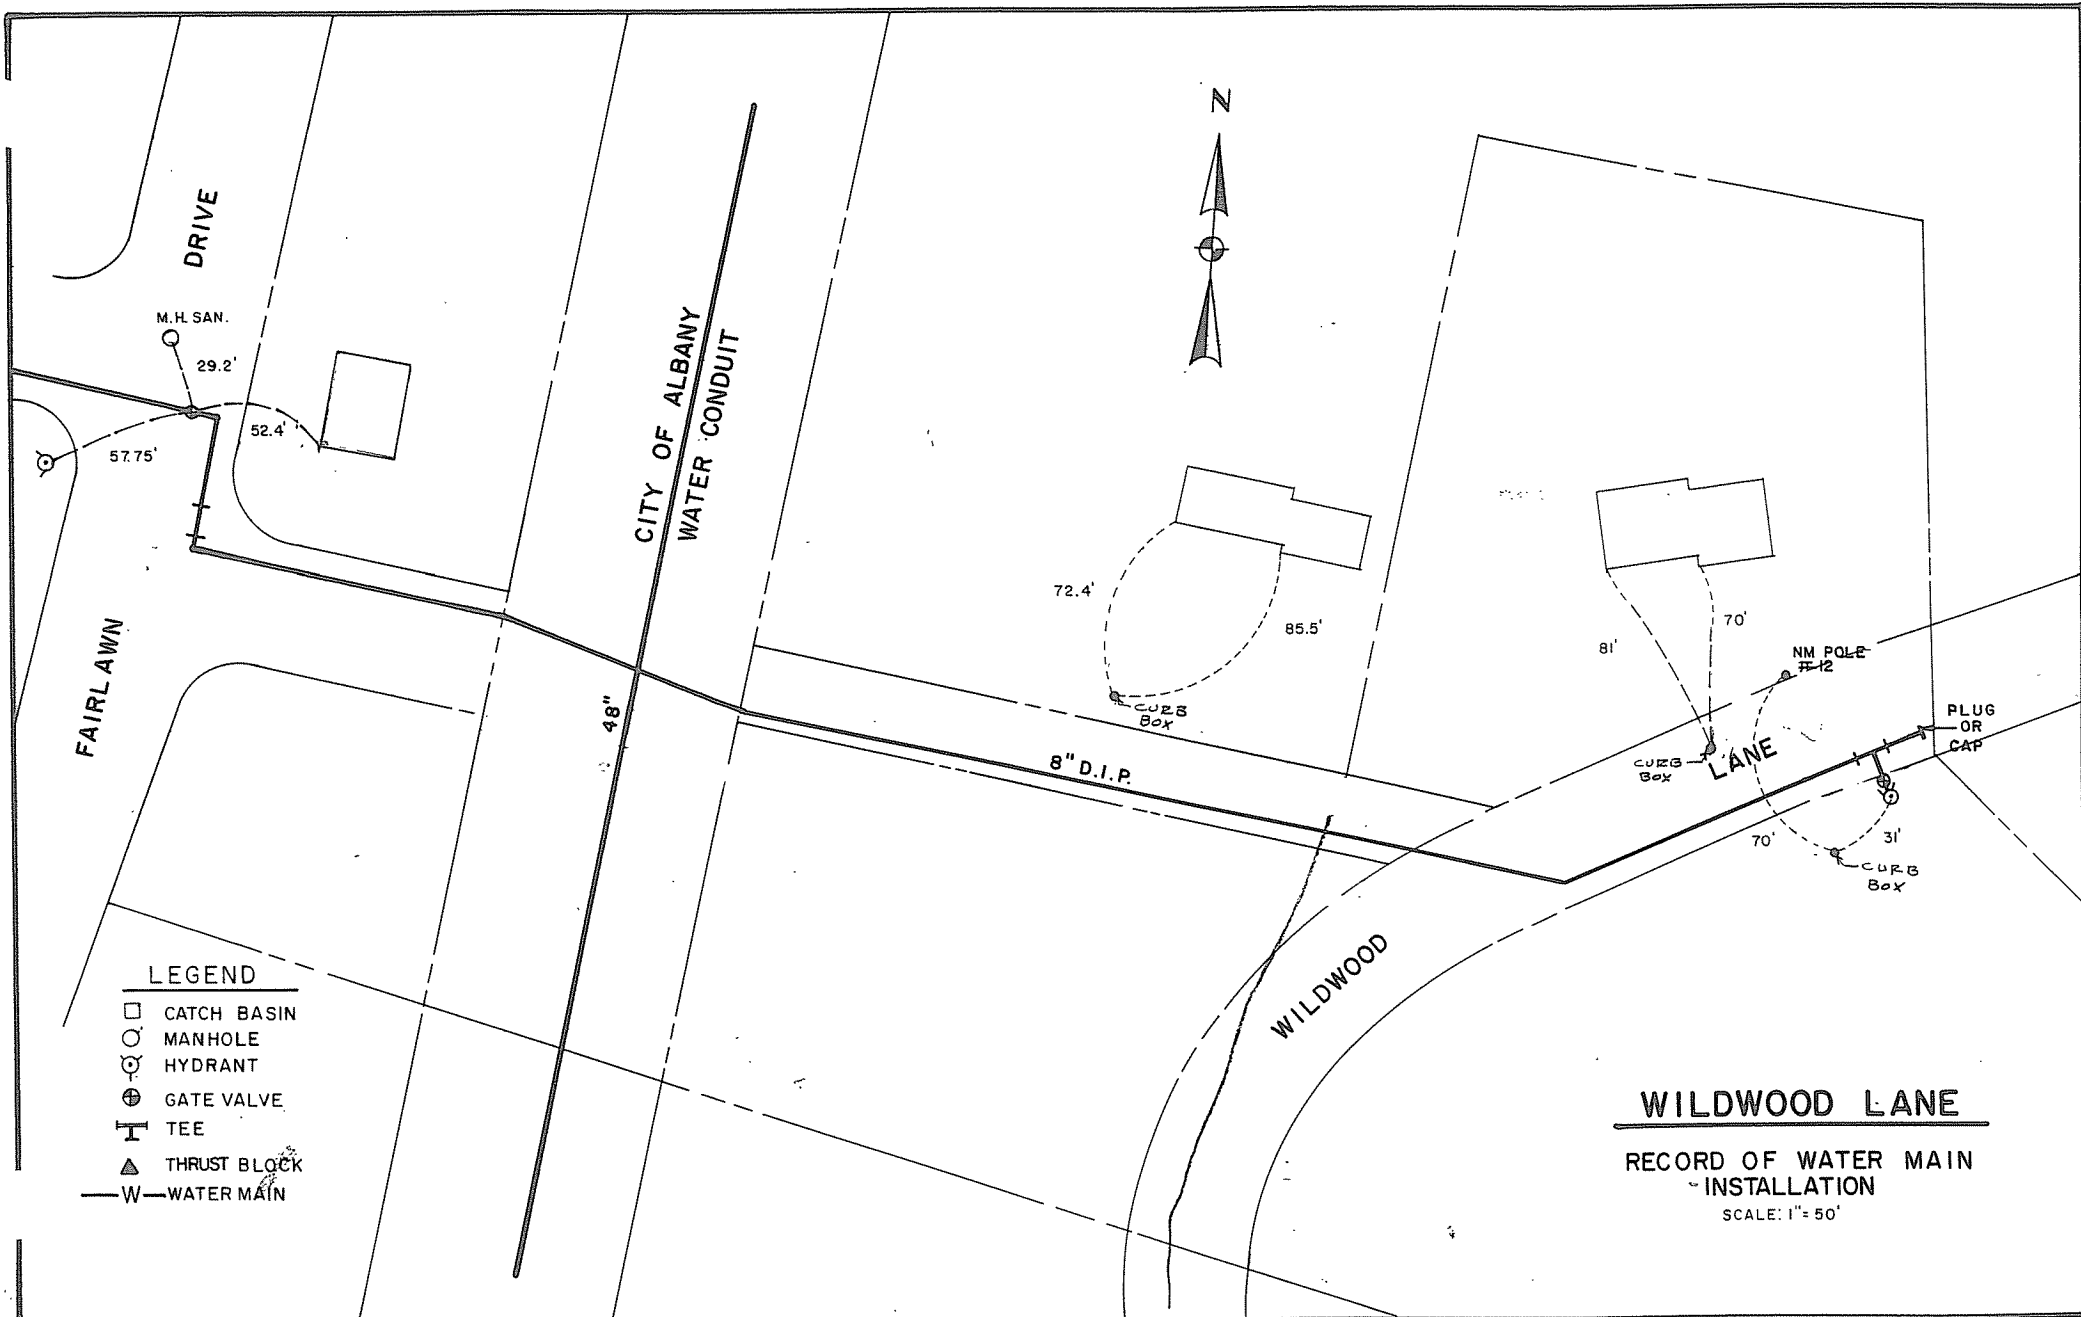 N
DRIVE
M.H. SAN.
29.2'
52.4'
57.75'
FAIRLAWN
CITY OF ALBANY
WATER CONDUIT
48"
8" D.I.P.
72.4'
85.5'
CURB
BOX
81'
70'
NM POLE
#12
CURB
BOX
LANE
PLUG
OR
CAP
70'
31'
CURB
BOX
WILDWOOD
LEGEND
CATCH BASIN
MANHOLE
HYDRANT
GATE VALVE
TEE
THRUST BLOCK
W WATER MAIN
WILDWOOD LANE
RECORD OF WATER MAIN
INSTALLATION
SCALE: 1"=50'